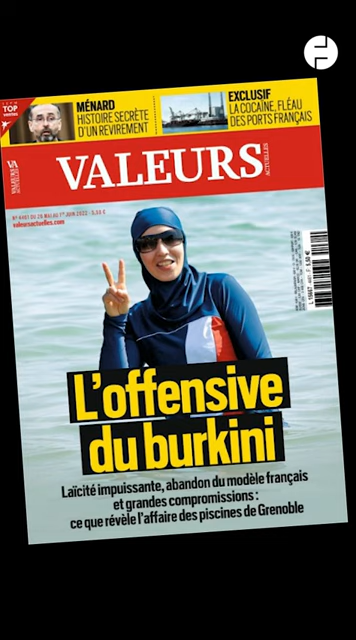 TOP
ventes
MÉNARD
HISTOIRE SECRÈTE
D'UN REVIREMENT
EXCLUSIF
LA COCAÏNE, FLÉAU
DES PORTS FRANÇAIS
VA
VALEURS
ACTUELLES
valeursactuelles.com
L'offensive
du burkini
Laïcité impuissante, abandon du modèle français
et grandes compromissions :
ce que révèle l'affaire des piscines de Grenoble